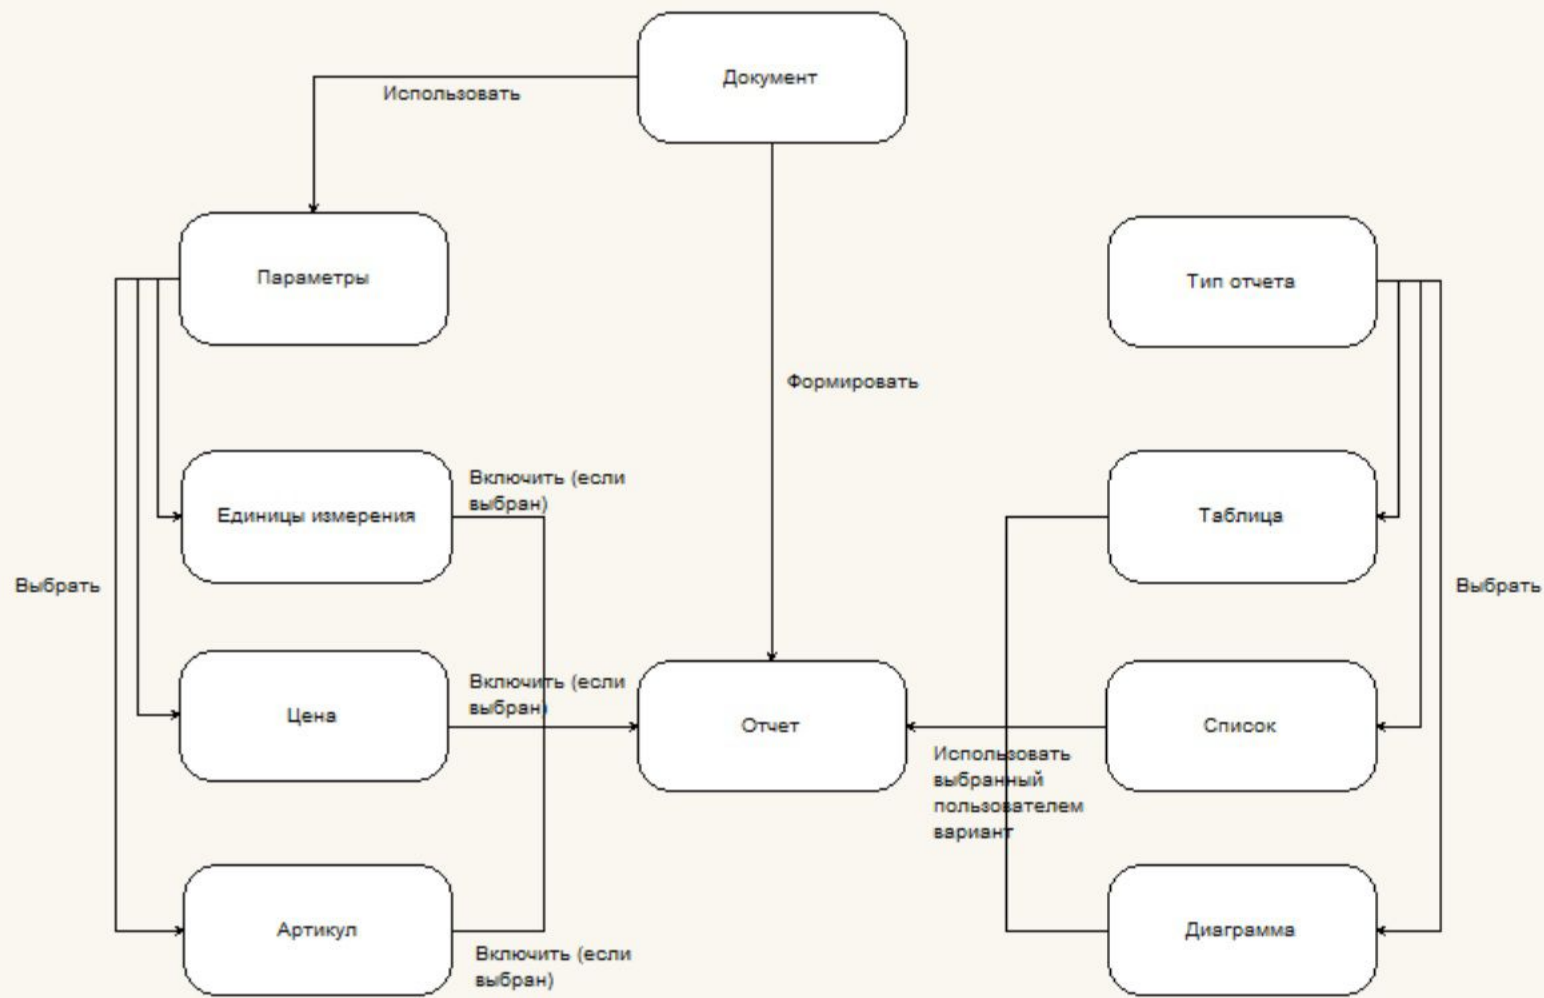 Документ
Использовать
Параметры
Тип отчета
Формировать
Включить (если
выбран)
Единицы измерения
Таблица
Выбрать
Выбрать
Включить (если
выбран)
Цена
Отчет
Список
Использовать
выбранный
пользователем
вариант
Артикул
Диаграмма
Включить (если
выбран)